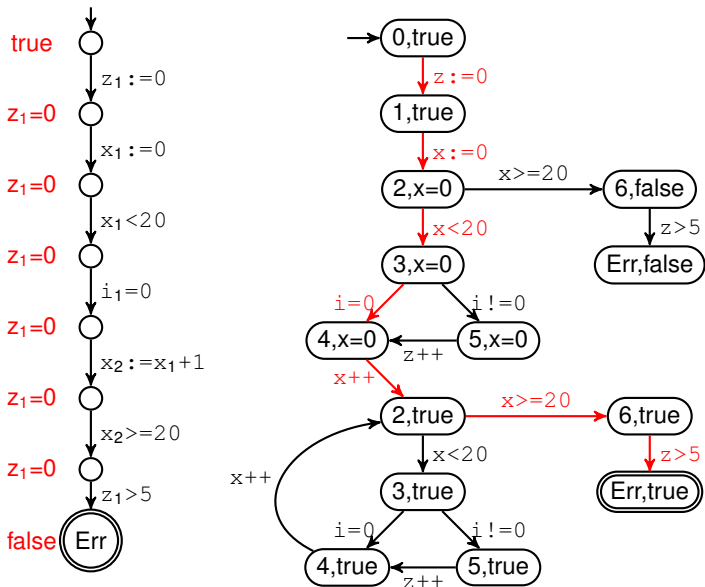 true
z₁:=0
z₁=0
x₁:=0
z₁=0
x₁<20
z₁=0
i₁=0
z₁=0
x₂:=x₁+1
z₁=0
x₂>=20
z₁=0
z₁>5
false
Err
0,true
z:=0
1,true
x:=0
2,x=0
x>=20
6,false
x<20
z>5
3,x=0
Err,false
i=0
i!=0
4,x=0
z++
5,x=0
x++
2,true
x>=20
6,true
x<20
z>5
x++
3,true
Err,true
i=0
i!=0
4,true
z++
5,true